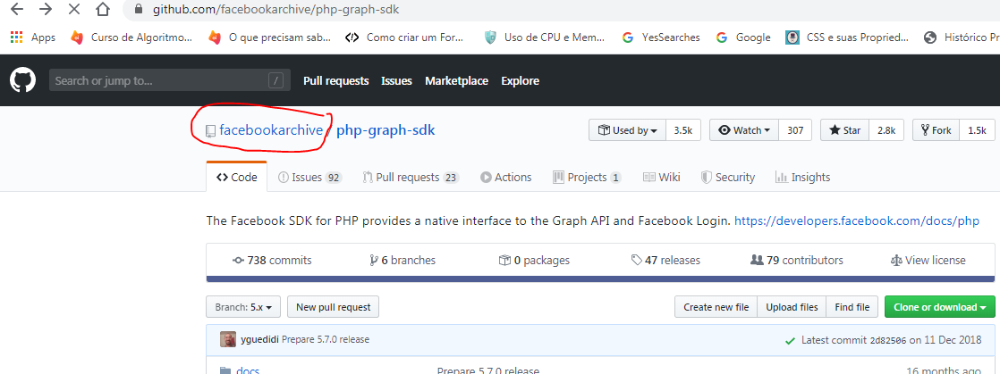 github.com/facebookarchive/php-graph-sdk
Apps Curso de Algoritmo... O que precisam sab... Como criar um For... Uso de CPU e Mem... YesSearches Google CSS e suas Propried... Histórico Pr
Search or jump to... / Pull requests Issues Marketplace Explore
facebookarchive / php-graph-sdk Used by 3.5k Watch 307 Star 2.8k Fork 1.5k
Code Issues 92 Pull requests 23 Actions Projects 1 Wiki Security Insights
The Facebook SDK for PHP provides a native interface to the Graph API and Facebook Login. https://developers.facebook.com/docs/php
738 commits 6 branches 0 packages 47 releases 79 contributors View license
Branch: 5.x New pull request Create new file Upload files Find file Clone or download
yguedidi Prepare 5.7.0 release Latest commit 2d82506 on 11 Dec 2018
docs Prepare 5.7.0 release 16 months ago